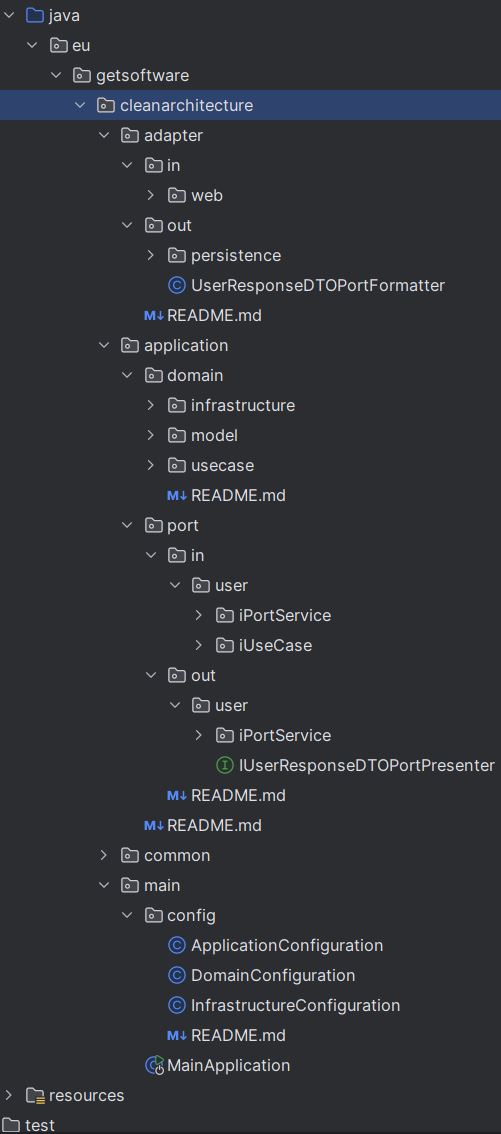 java
eu
getsoftware
cleanarchitecture
adapter
in
web
out
persistence
C UserResponseDTOPortFormatter
M↓ README.md
application
domain
infrastructure
model
usecase
M↓ README.md
port
in
user
iPortService
iUseCase
out
user
iPortService
I IUserResponseDTOPortPresenter
M↓ README.md
M↓ README.md
common
main
config
C ApplicationConfiguration
C DomainConfiguration
C InfrastructureConfiguration
M↓ README.md
C MainApplication
resources
test